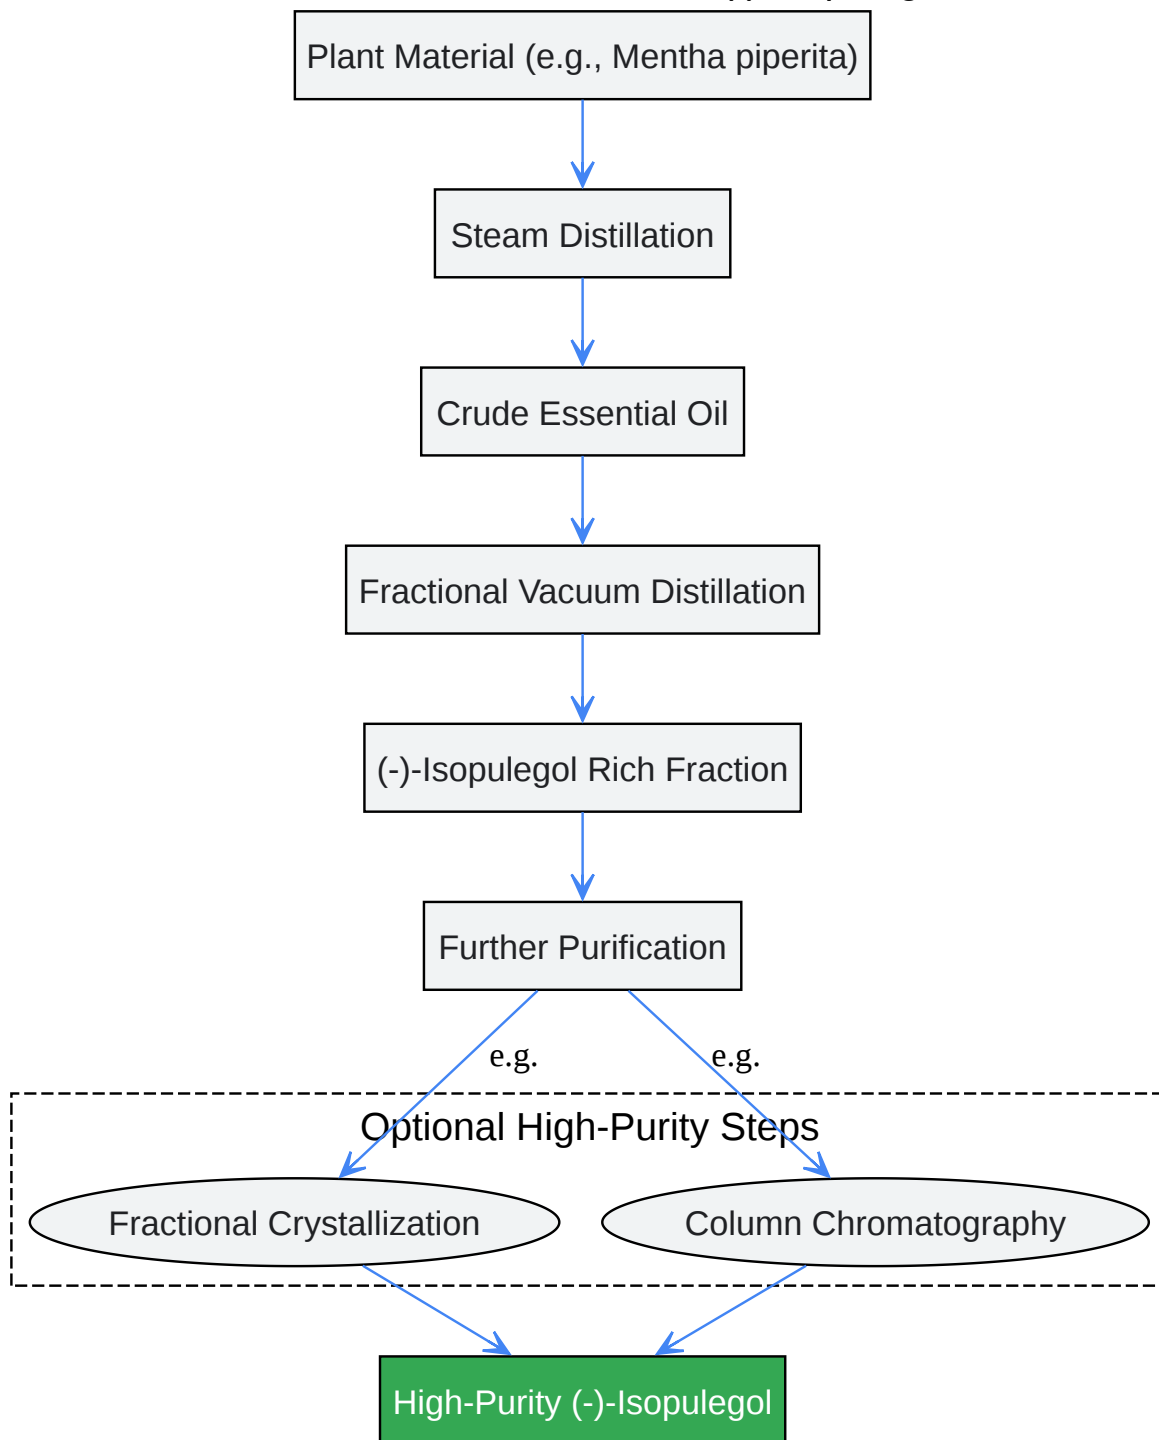 Plant Material (e.g., Mentha piperita)
Steam Distillation
Crude Essential Oil
Fractional Vacuum Distillation
(-)-Isopulegol Rich Fraction
Further Purification
e.g.
e.g.
Optional High-Purity Steps
Fractional Crystallization
Column Chromatography
High-Purity (-)-Isopulegol